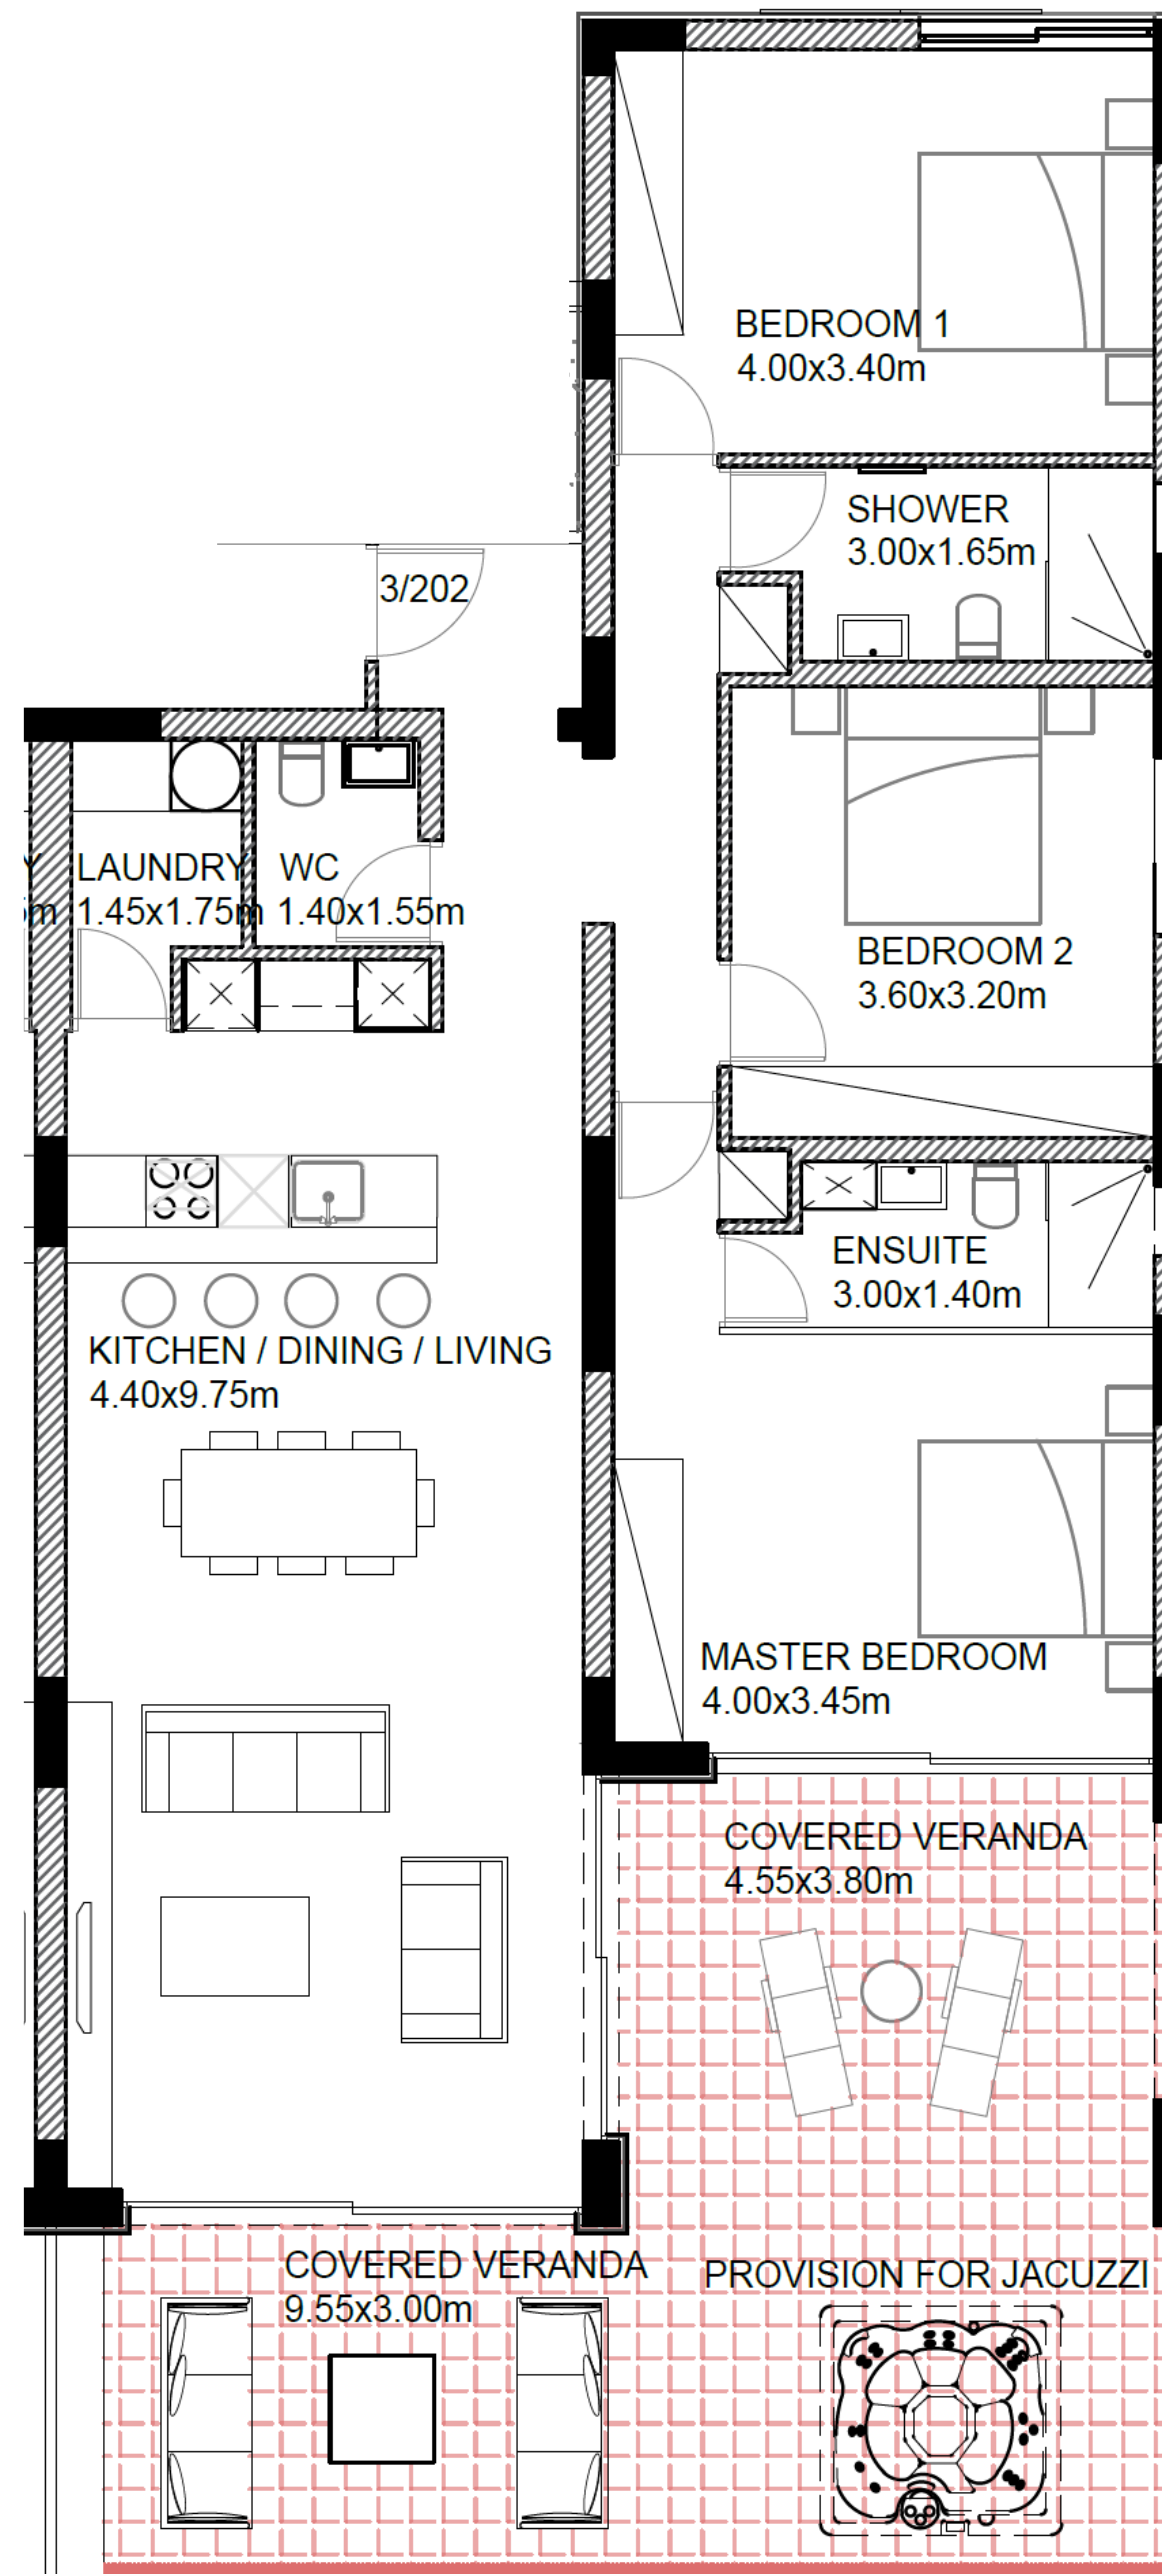 BEDROOM 1
4.00x3.40m
SHOWER
3.00x1.65m
3/202
Y
m
LAUNDRY
1.45x1.75m
WC
1.40x1.55m
BEDROOM 2
3.60x3.20m
ENSUITE
3.00x1.40m
KITCHEN / DINING / LIVING
4.40x9.75m
MASTER BEDROOM
4.00x3.45m
COVERED VERANDA
4.55x3.80m
COVERED VERANDA
9.55x3.00m
PROVISION FOR JACUZZI